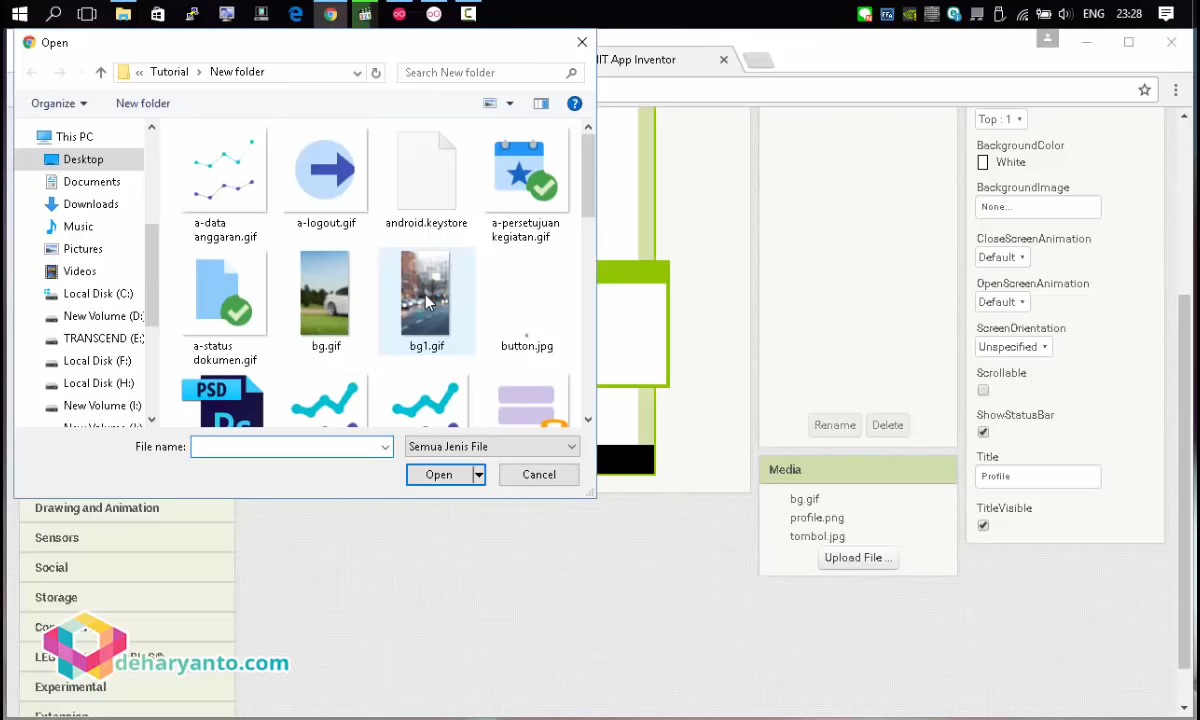 ENG
23:28
Open
MIT App Inventor
« Tutorial › New folder
Search New folder
Organize
New folder
This PC
Desktop
Documents
Downloads
Music
Pictures
Videos
Local Disk (C:)
New Volume (D:
TRANSCEND (E:
Local Disk (F:)
Local Disk (H:)
New Volume (I:)
a-data
anggaran.gif
a-logout.gif
android.keystore
a-persetujuan
kegiatan.gif
a-status
dokumen.gif
bg.gif
bg1.gif
button.jpg
PSD
File name:
Semua Jenis File
Open
Cancel
Drawing and Animation
Sensors
Social
Storage
Experimental
deharyanto.com
Rename
Delete
Media
bg.gif
profile.png
tombol.jpg
Upload File ...
Top : 1
BackgroundColor
White
BackgroundImage
None...
CloseScreenAnimation
Default
OpenScreenAnimation
Default
ScreenOrientation
Unspecified
Scrollable
ShowStatusBar
Title
Profile
TitleVisible